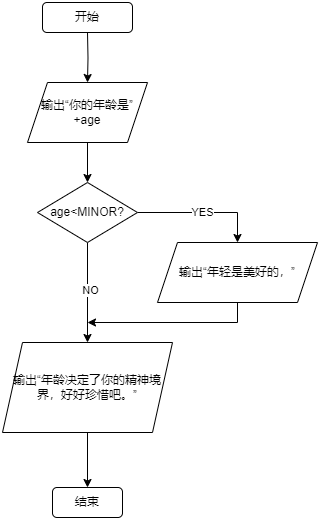 开始
输出“你的年龄是”
+age
age<MINOR?
YES
输出“年轻是美好的，”
NO
输出“年龄决定了你的精神境
界，好好珍惜吧。”
结束